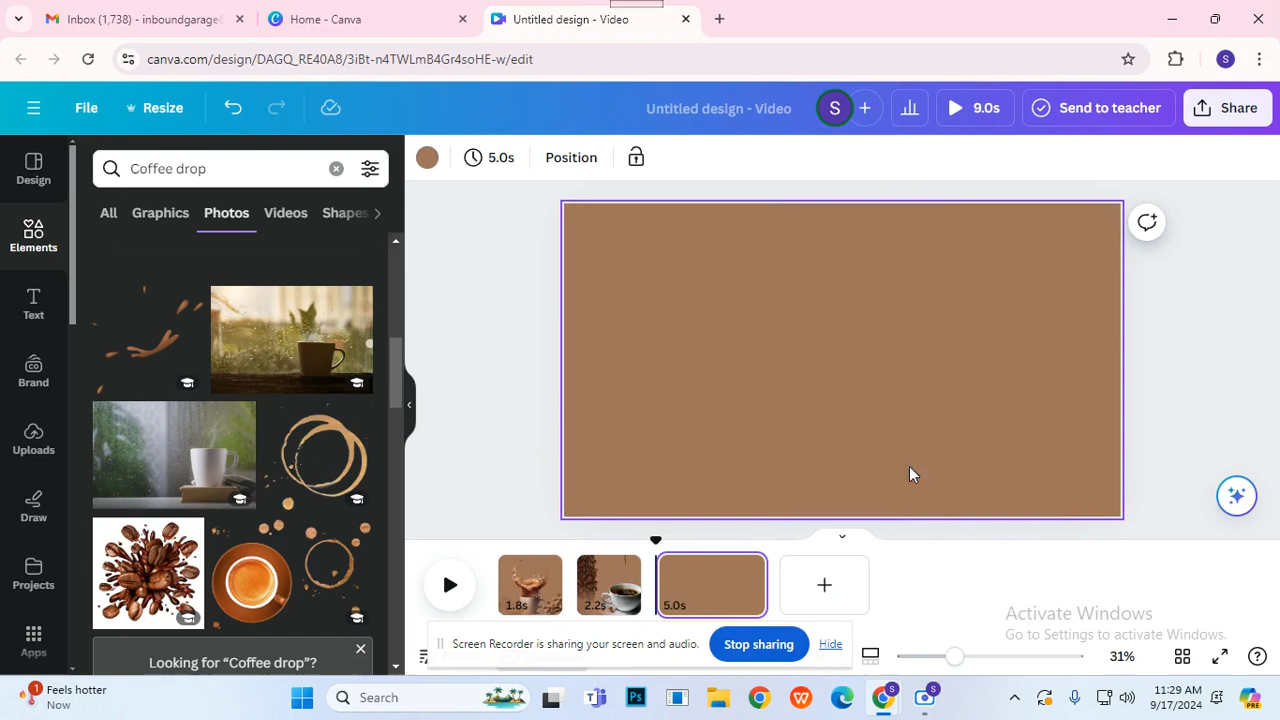 Inbox (1,738) - inboundgarage@
Home - Canva
Untitled design - Video
canva.com/design/DAGQ_RE40A8/3iBt-n4TWLmB4Gr4soHE-w/edit
S
File
Resize
Untitled design - Video
S
9.0s
Send to teacher
Share
Design
Elements
Text
Brand
Uploads
Draw
Projects
Apps
Coffee drop
All
Graphics
Photos
Videos
Shapes
Looking for “Coffee drop”?
5.0s
Position
1.8s
2.2s
5.0s
Screen Recorder is sharing your screen and audio.
Stop sharing
Hide
Activate Windows
Go to Settings to activate Windows.
31%
1
Feels hotter
Now
Search
Ps
S
S
11:29 AM
9/17/2024
PRE